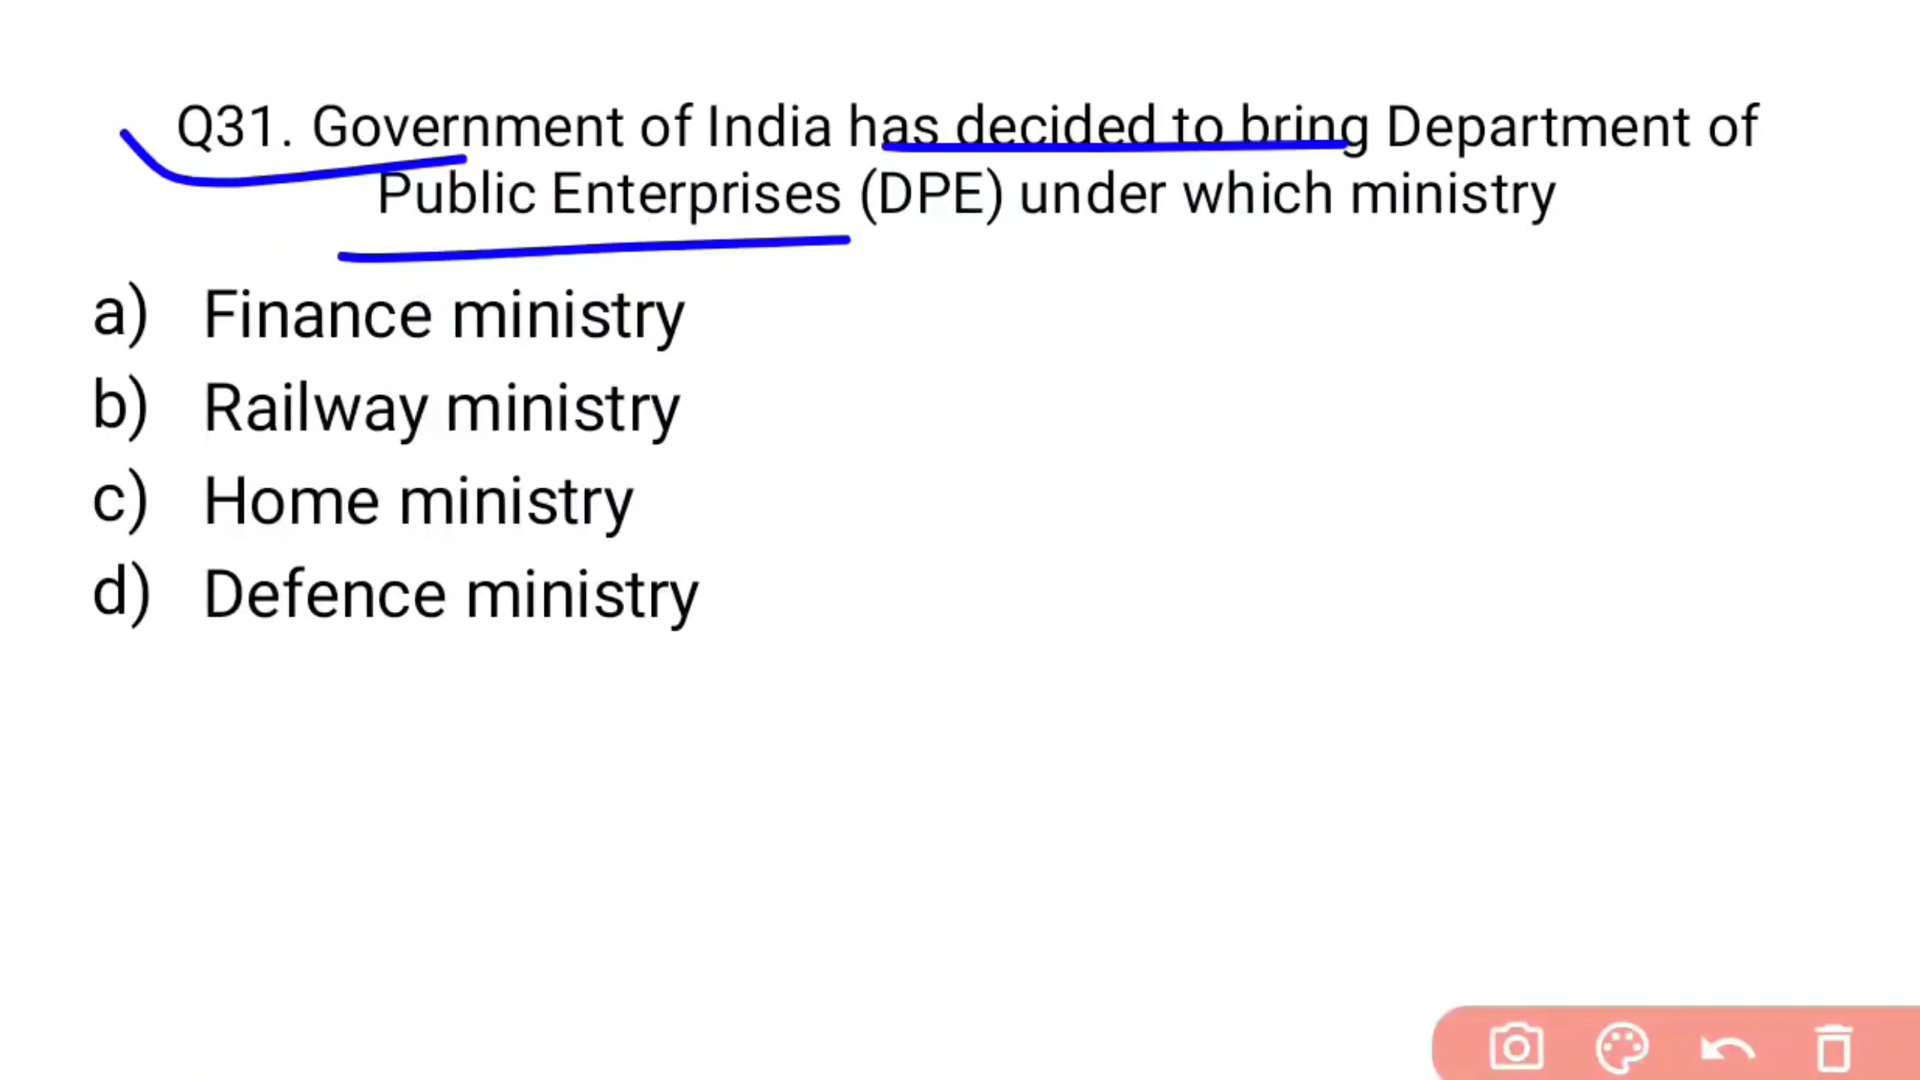 Q31. Government of India has decided to bring Department of
Public Enterprises (DPE) under which ministry
a) Finance ministry
b) Railway ministry
c) Home ministry
d) Defence ministry